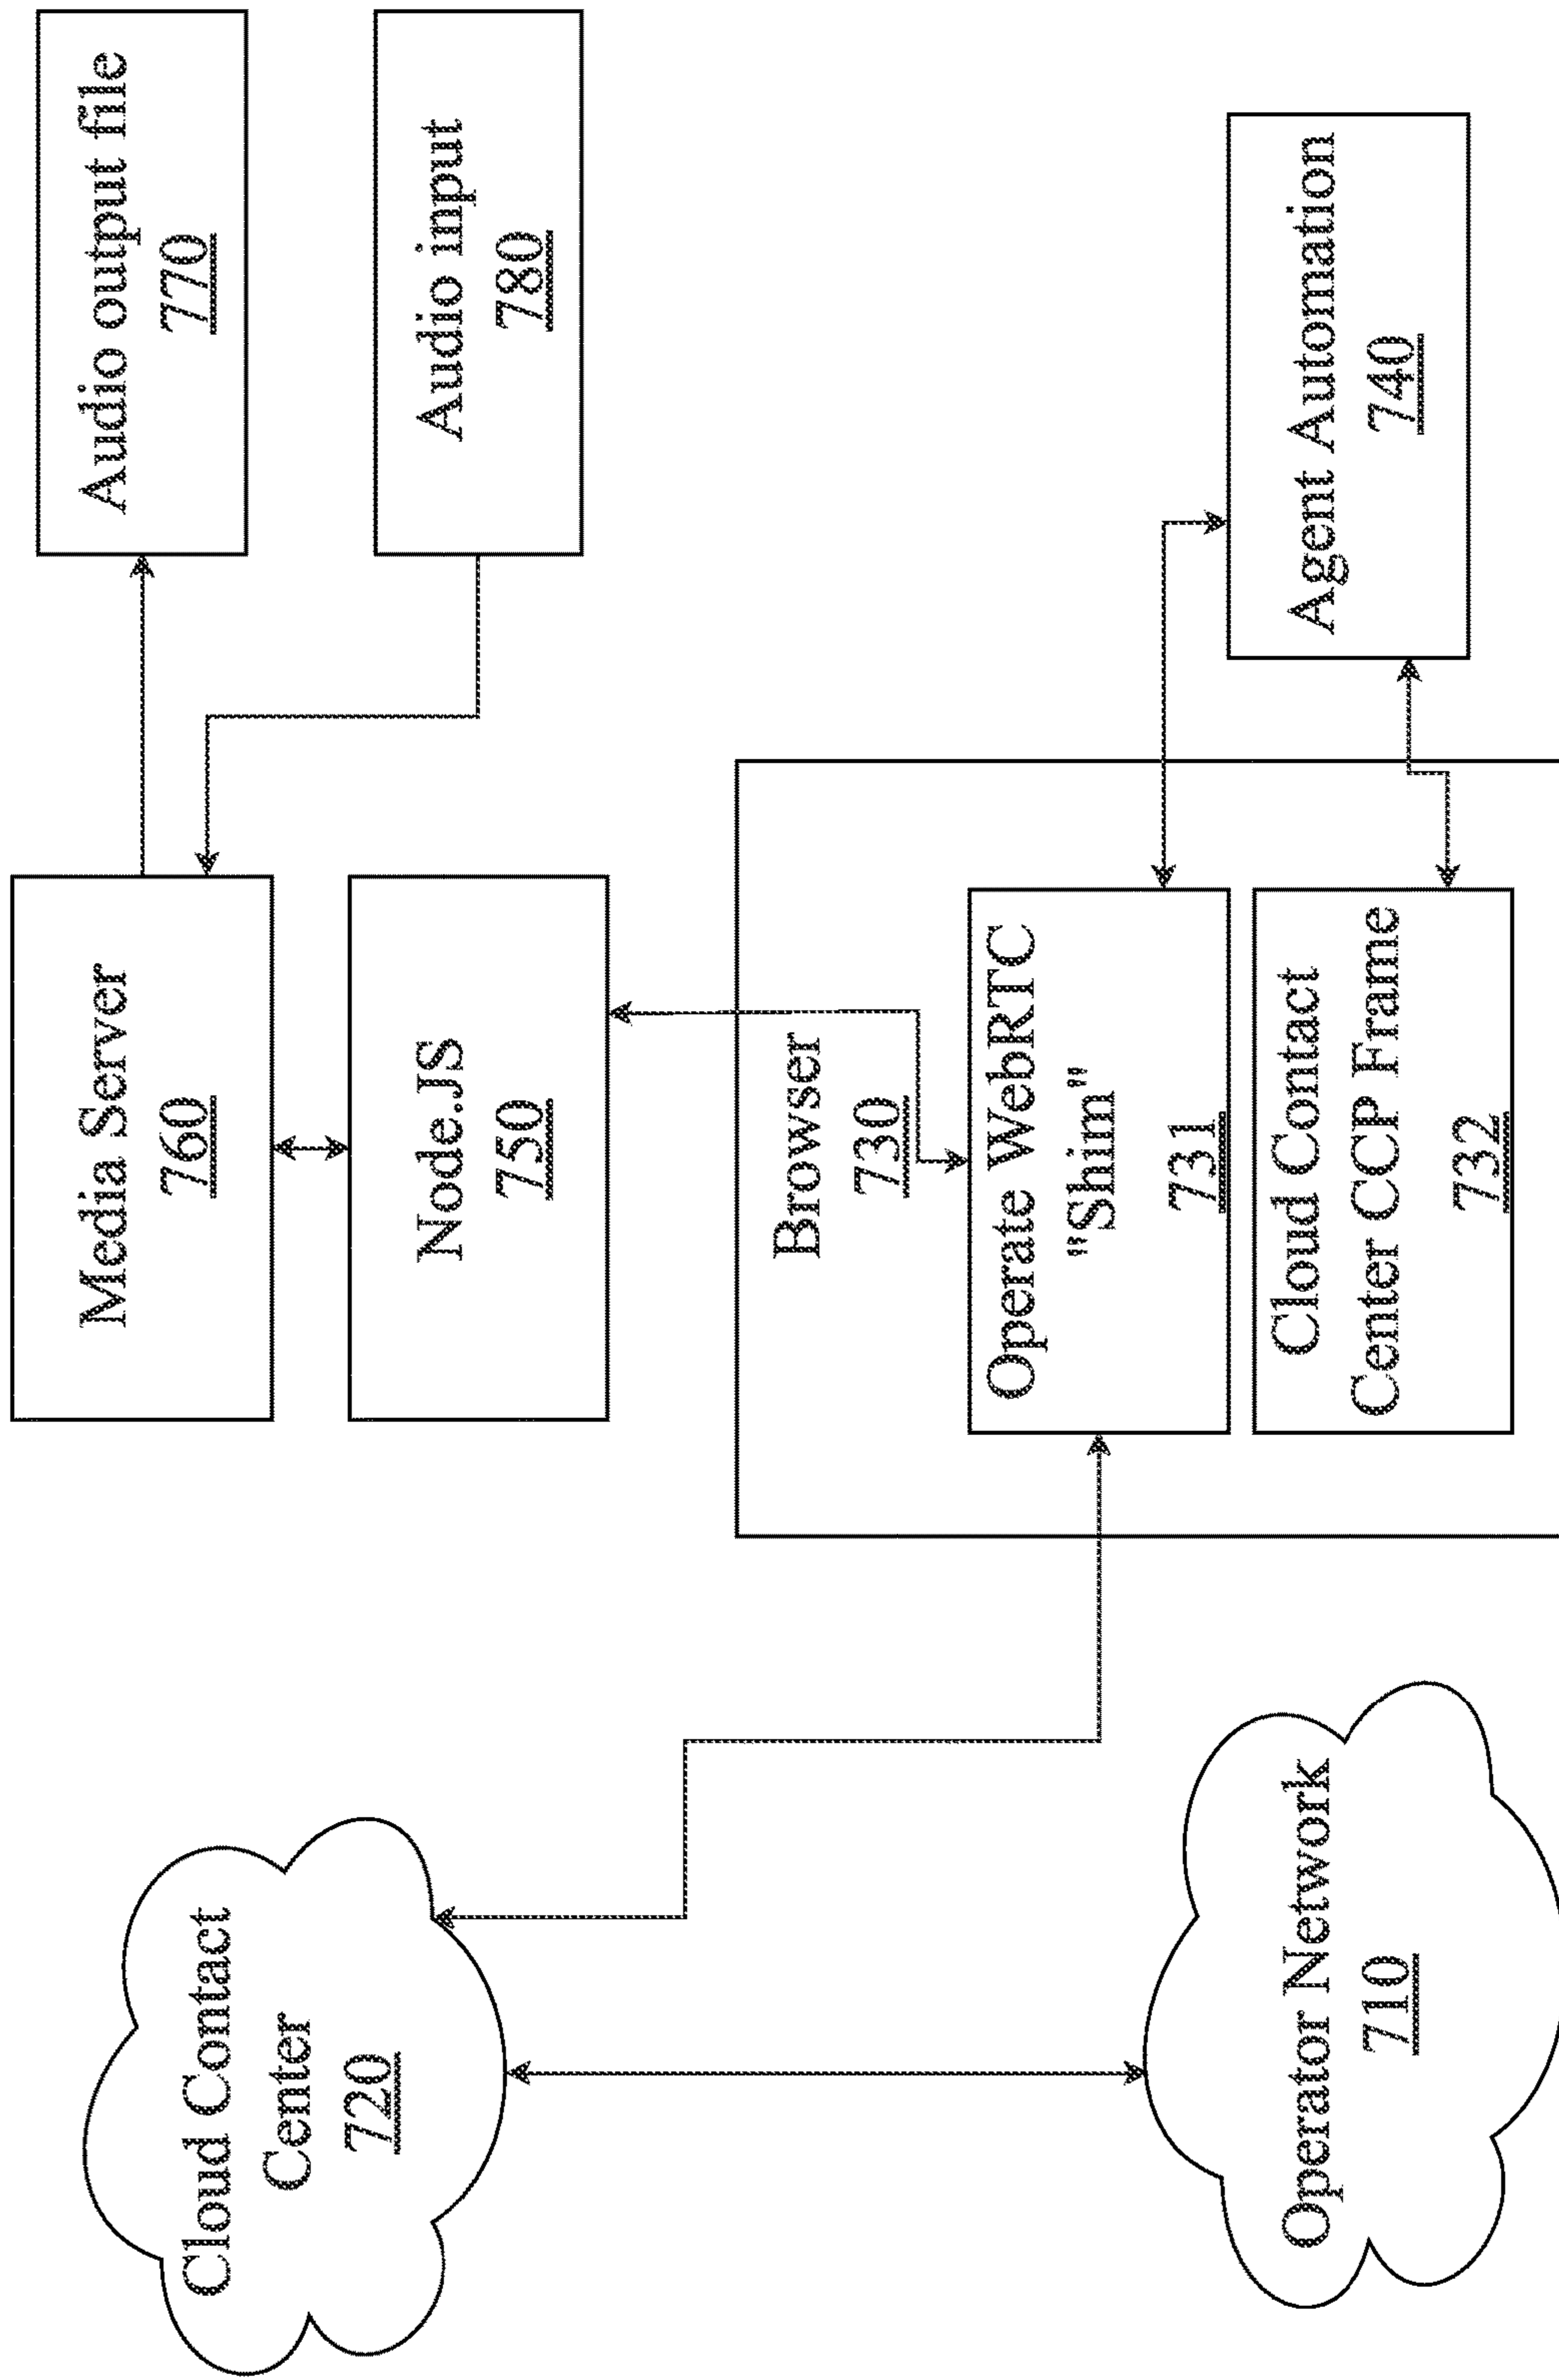 Media Server
760
Audio output file
770
Node.JS
750
Audio input
780
Cloud Contact
Center
720
Browser
730
Operate WebRTC
"Shim"
731
Cloud Contact
Center CCP Frame
732
Agent Automation
740
Operator Network
710